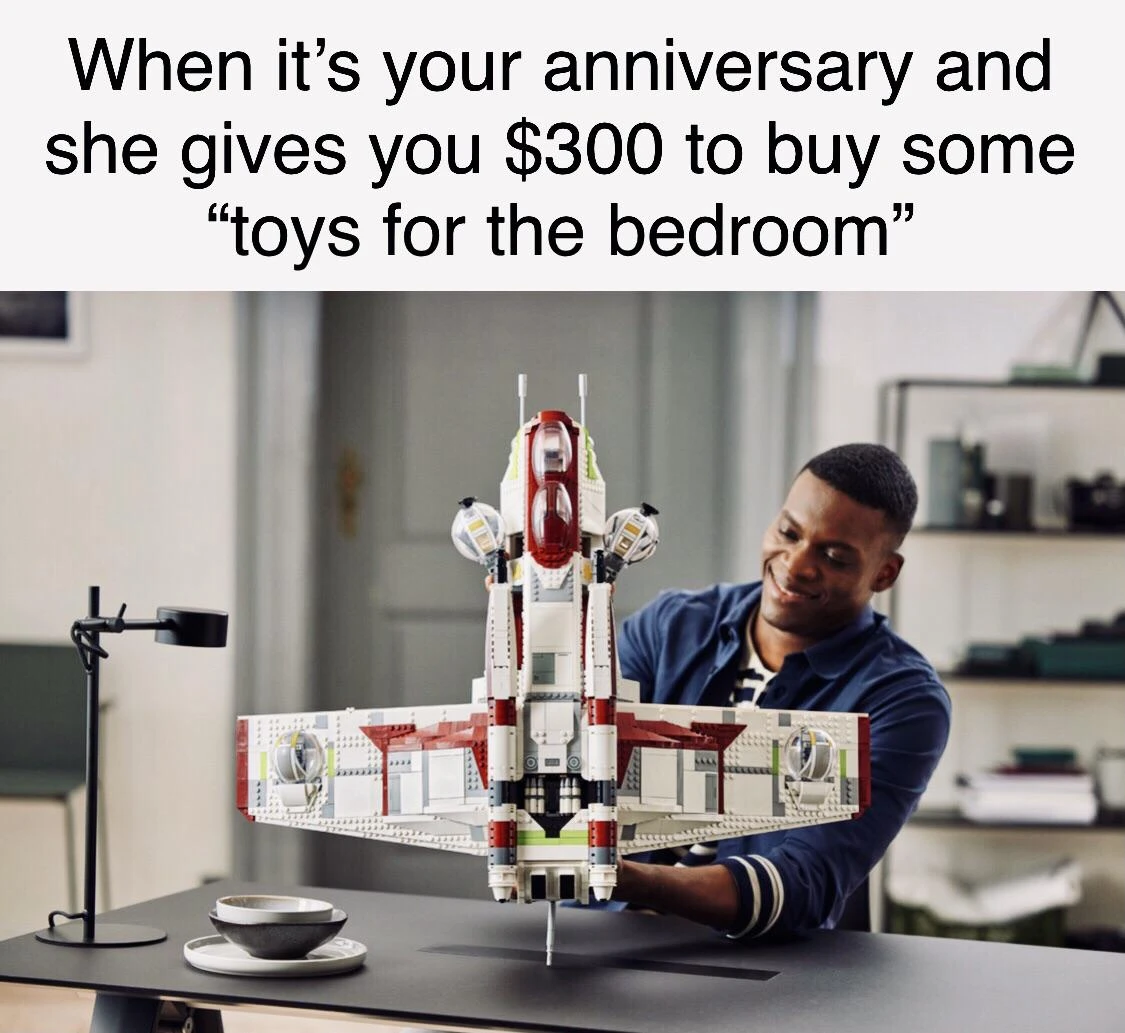 When it’s your anniversary and
she gives you $300 to buy some
“toys for the bedroom”